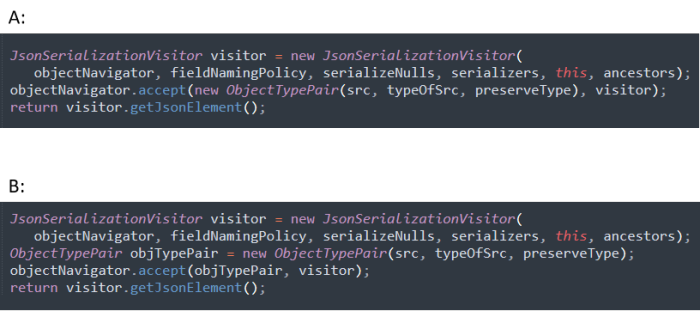 A:
JsonSerializationVisitor visitor = new JsonSerializationVisitor(
objectNavigator, fieldNamingPolicy, serializeNulls, serializers, this, ancestors);
objectNavigator.accept(new ObjectTypePair(src, typeOfSrc, preserveType), visitor);
return visitor.getJsonElement();
B:
JsonSerializationVisitor visitor = new JsonSerializationVisitor(
objectNavigator, fieldNamingPolicy, serializeNulls, serializers, this, ancestors);
ObjectTypePair objTypePair = new ObjectTypePair(src, typeOfSrc, preserveType);
objectNavigator.accept(objTypePair, visitor);
return visitor.getJsonElement();